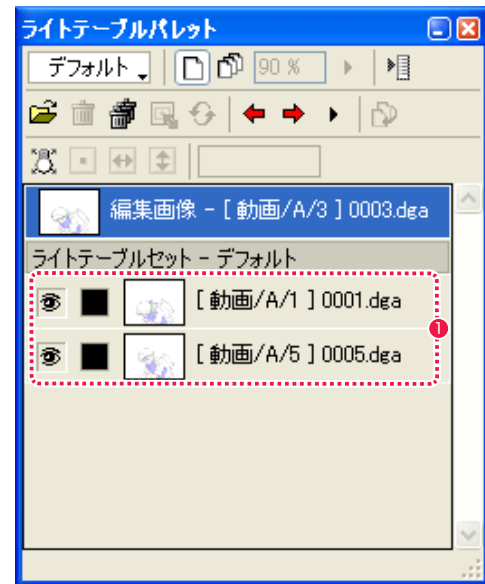 ライトテーブルパレット
デフォルト
90 %
編集画像 - [ 動画/A/3 ] 0003.dga
ライトテーブルセット - デフォルト
[ 動画/A/1 ] 0001.dga
1
[ 動画/A/5 ] 0005.dga